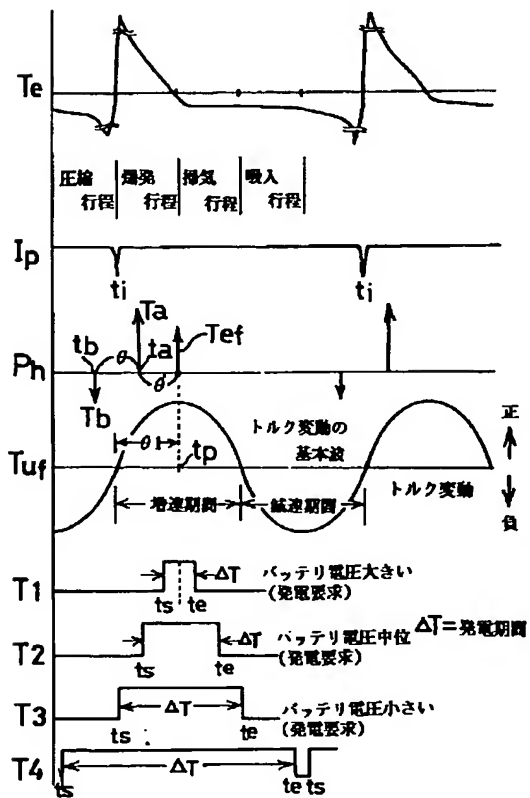 Te
圧縮 爆発 掃気 吸入
行程 行程 行程 行程
Ip
ti ti
Ta
Tef
tb θ ta
Ph
θ
Tb
トルク変動の
基本波
正
θ1
tp
Tuf
トルク変動
負
増速期間 減速期間
T1
ΔT
ts te
バッテリ電圧大きい
(発電要求)
T2
ΔT
ts te
バッテリ電圧中位
(発電要求)
ΔT=発電期間
T3
ΔT
ts te
バッテリ電圧小さい
(発電要求)
T4
ΔT
ts te ts